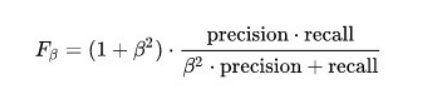 F_β = (1 + β²) · (precision · recall) / (β² · precision + recall)